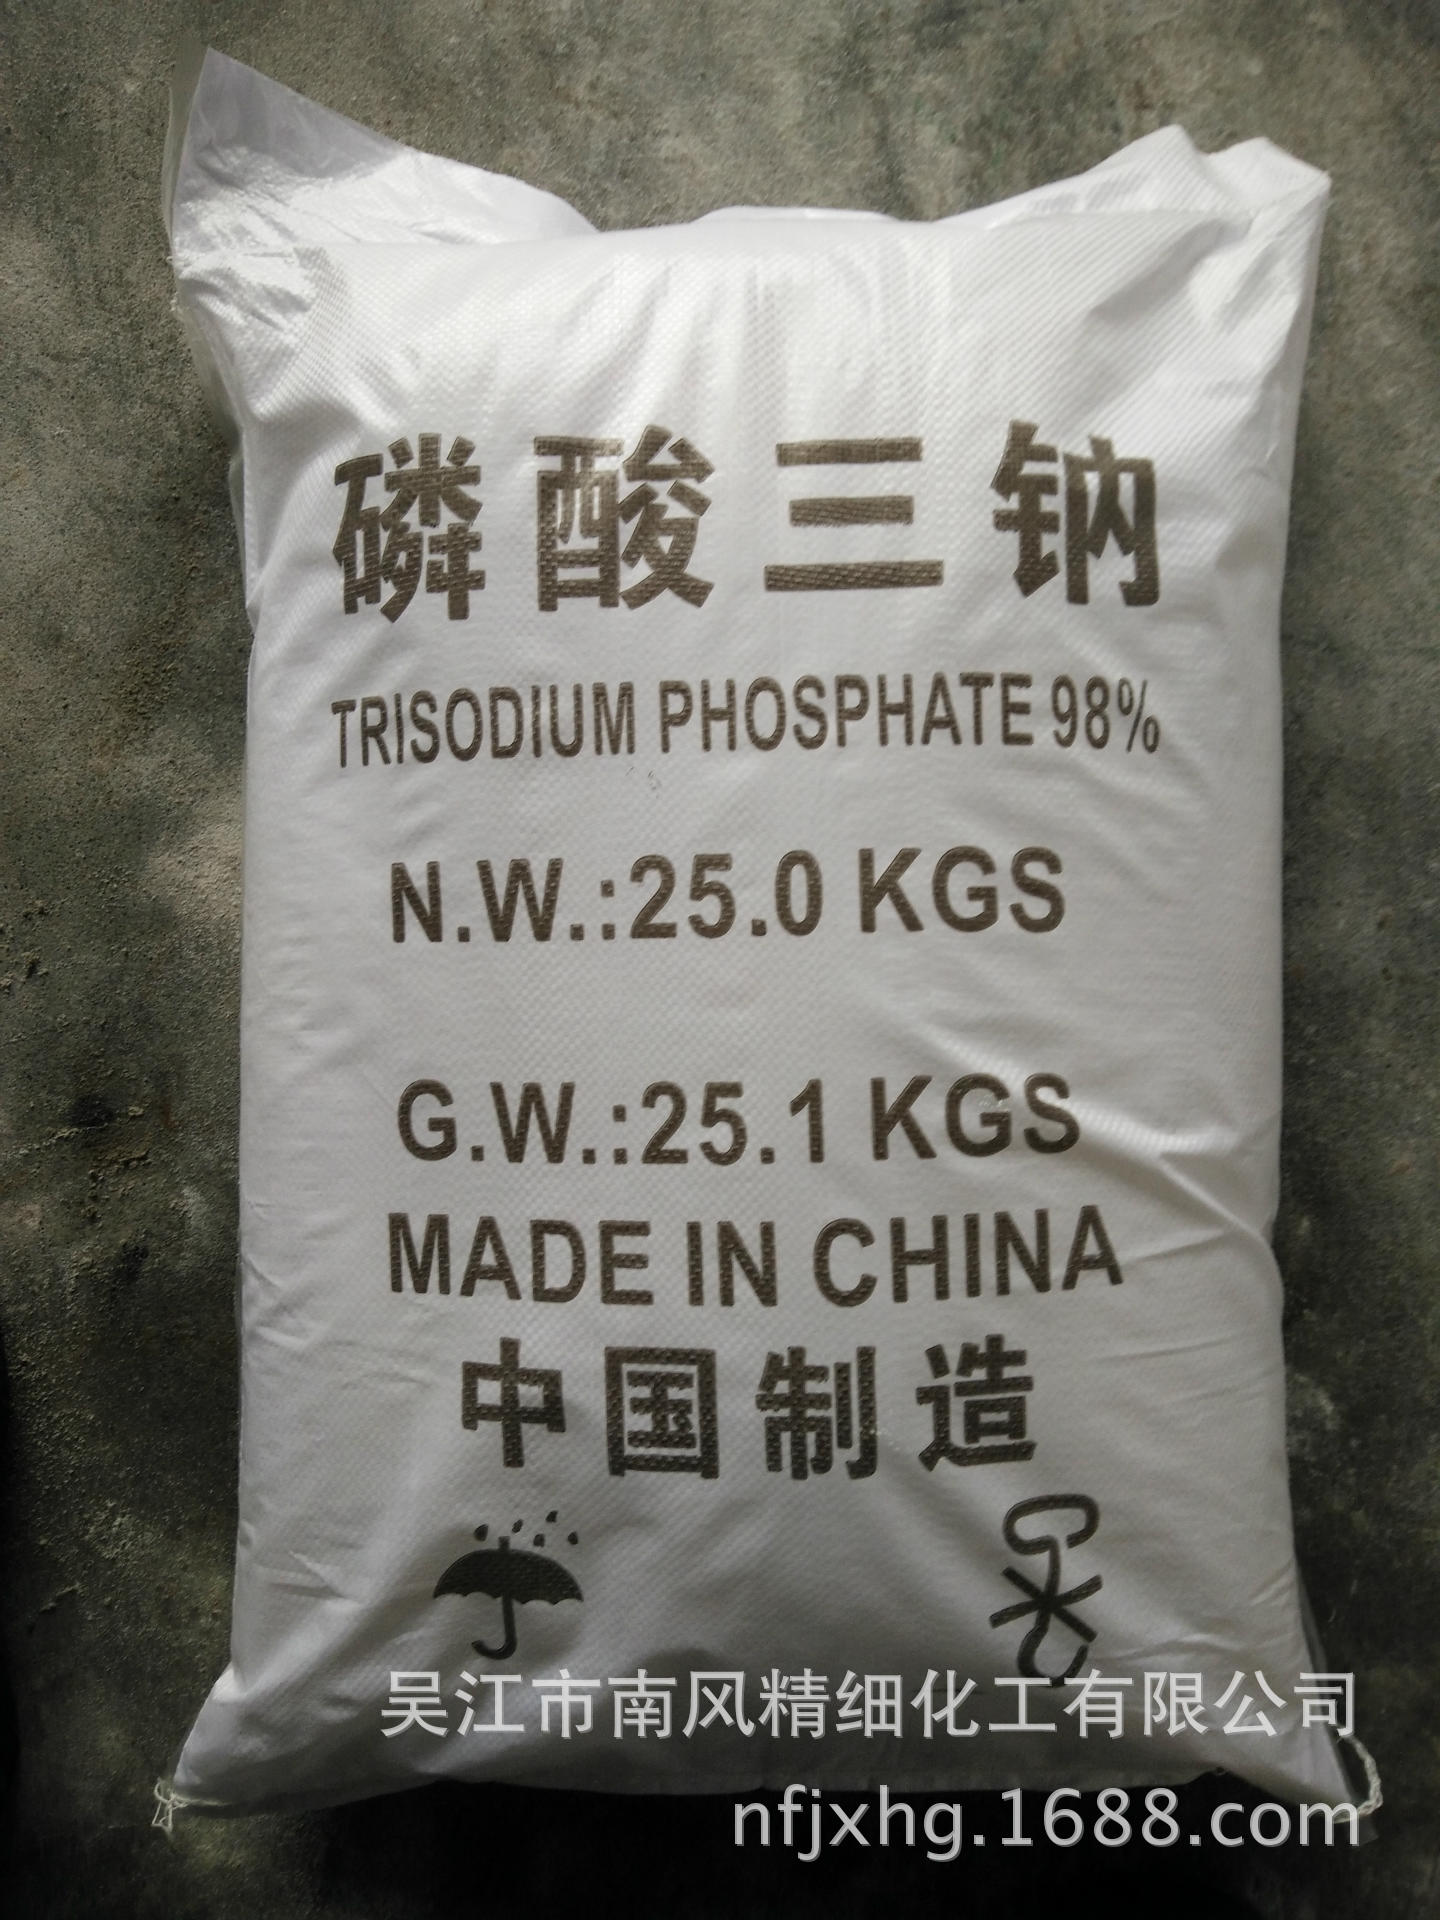 磷酸三钠
TRISODIUM PHOSPHATE 98%
N.W.:25.0 KGS
G.W.:25.1 KGS
MADE IN CHINA
中国制造
吴江市南风精细化工有限公司
nfjxhg.1688.com